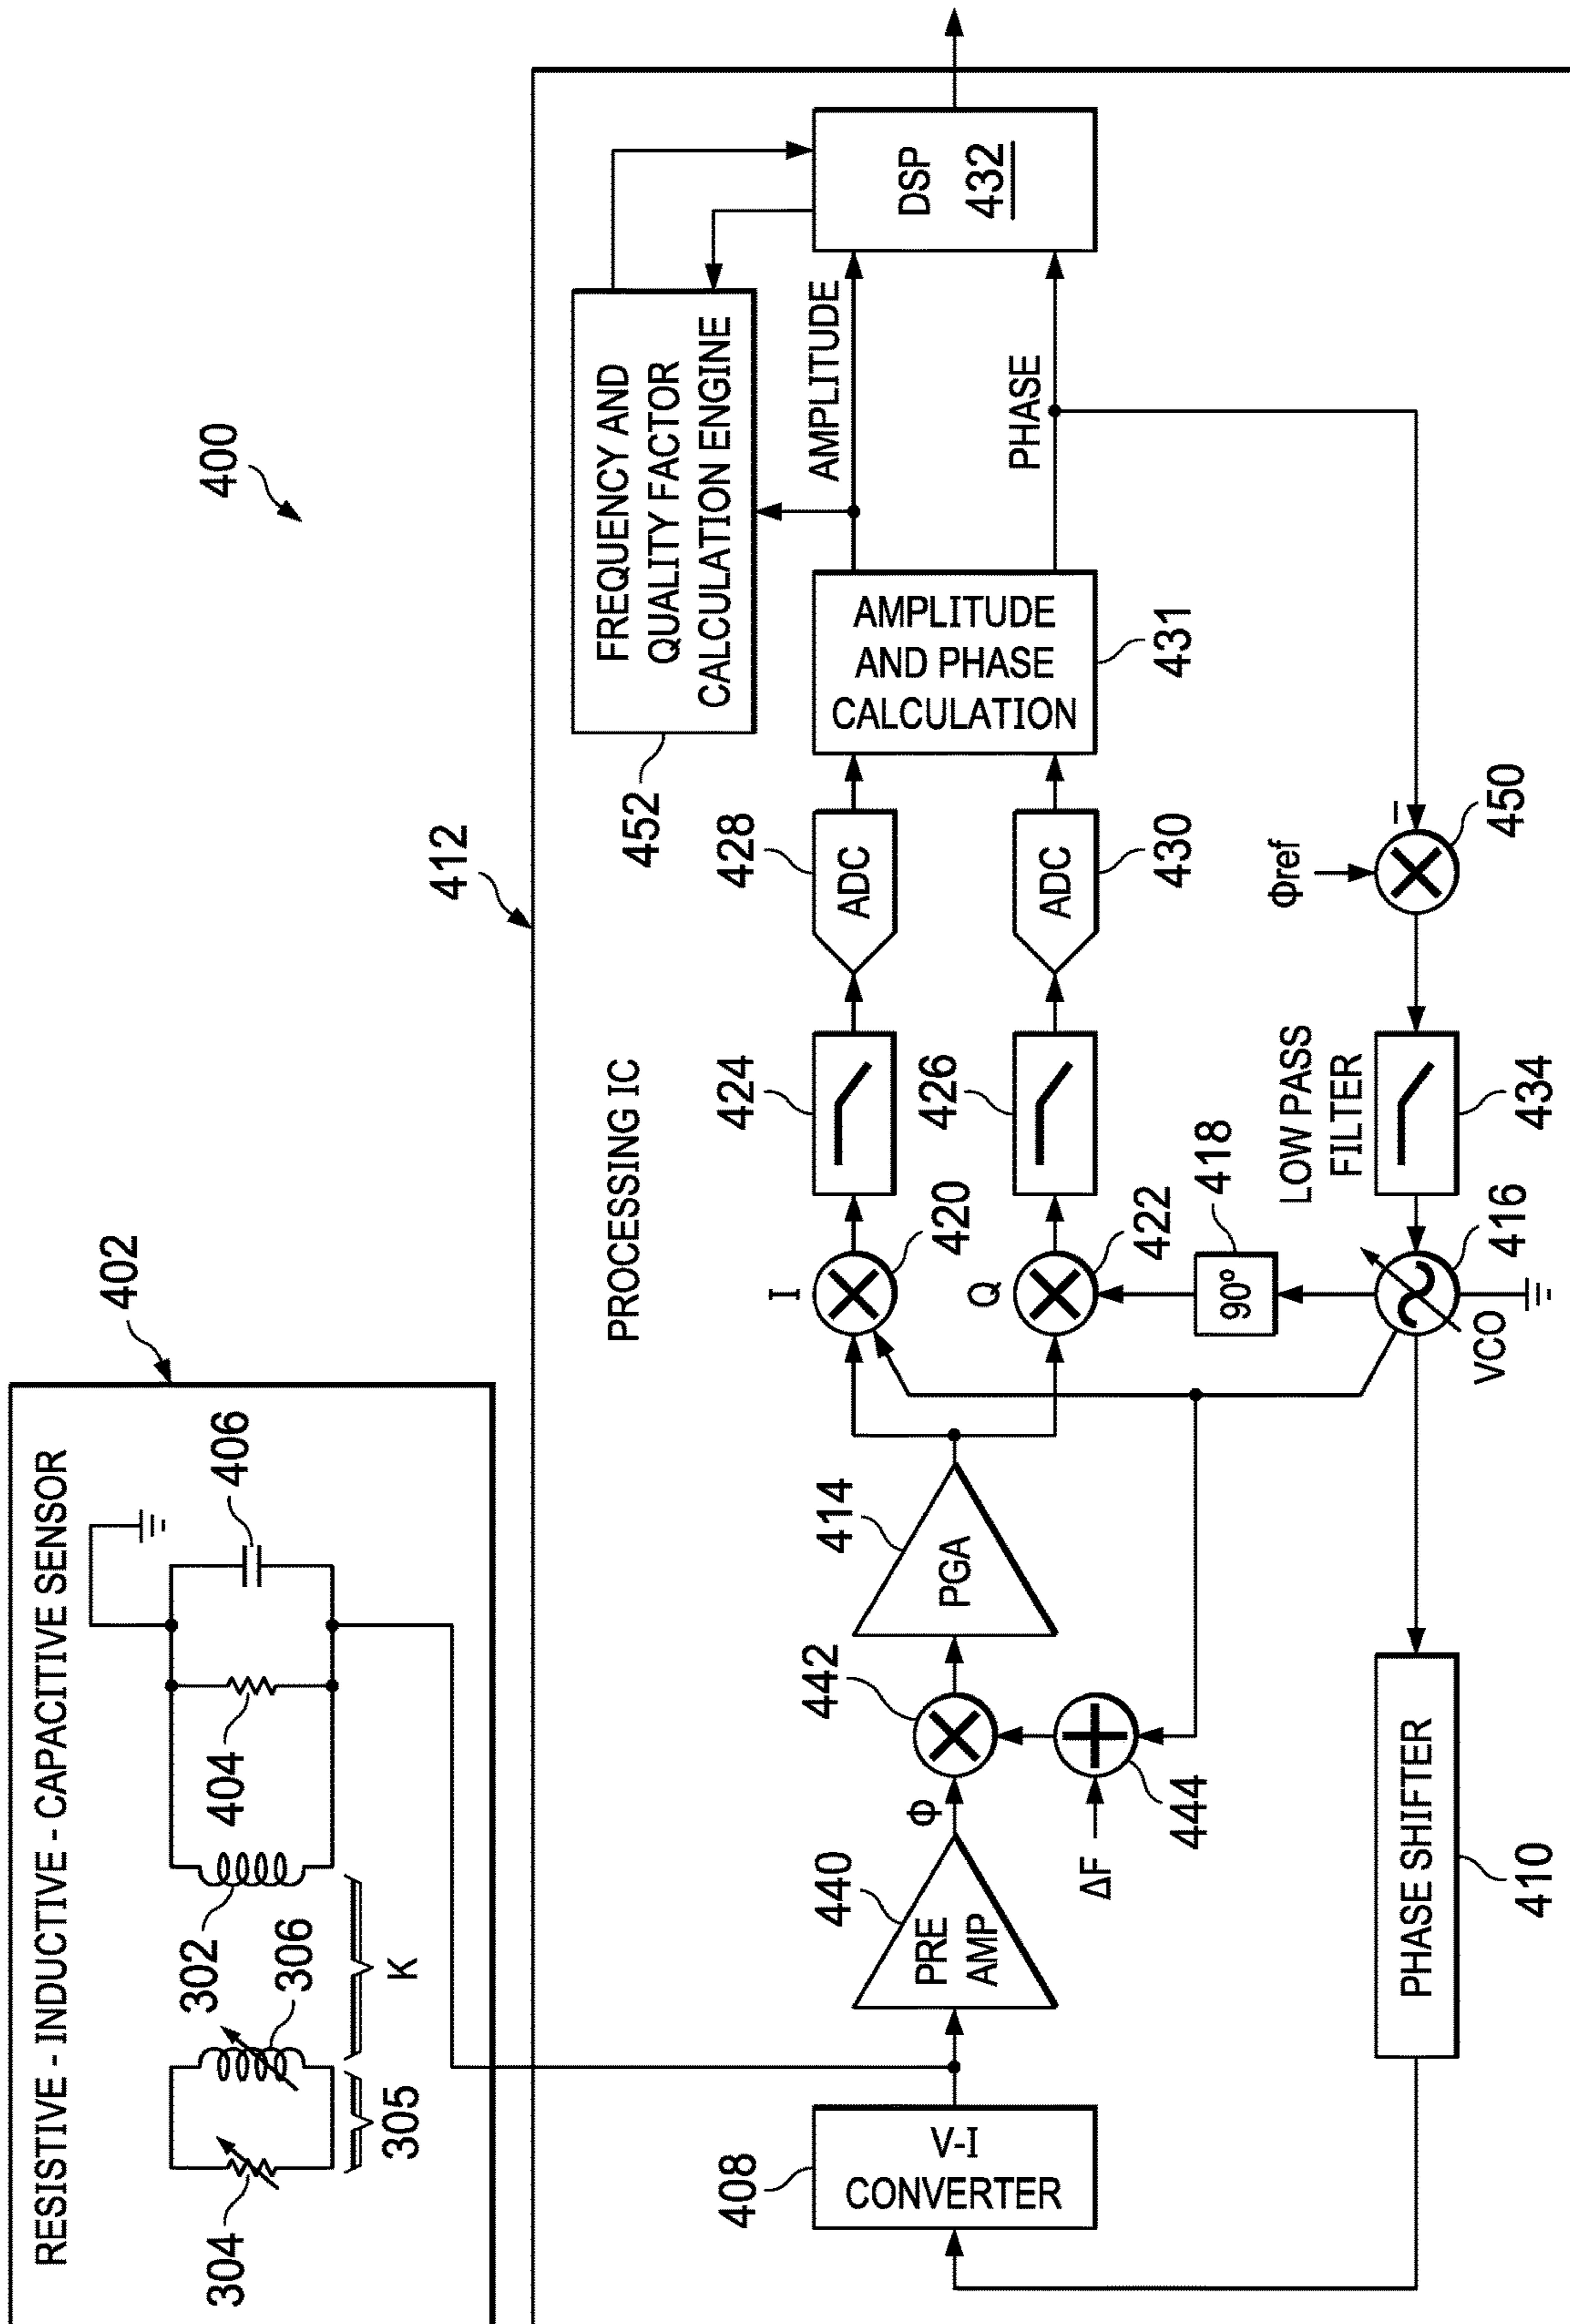 400
RESISTIVE - INDUCTIVE - CAPACITIVE SENSOR
402
304
305
306
302
K
302
404
406
412
PROCESSING IC
408
V-I
CONVERTER
440
PRE
AMP
Φ
442
ΔF
444
414
PGA
I
420
Q
422
424
426
428
ADC
ADC
430
AMPLITUDE
AND PHASE
CALCULATION
431
452
FREQUENCY AND
QUALITY FACTOR
CALCULATION ENGINE
AMPLITUDE
PHASE
DSP
432
PHASE SHIFTER
410
VCO
416
90°
418
LOW PASS
FILTER
434
Φref
–
450